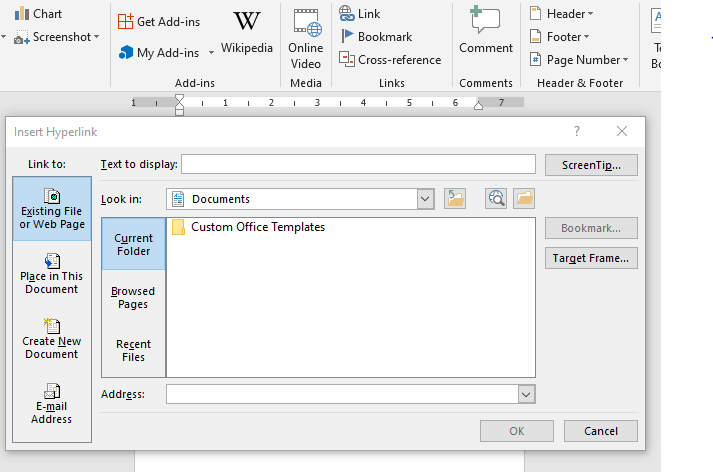 Chart
Screenshot
Get Add-ins
My Add-ins
Wikipedia
Add-ins
Online
Video
Media
Link
Bookmark
Cross-reference
Links
Comment
Comments
Header
Footer
Page Number
Header & Footer
1 1 2 3 4 5 6 7
Insert Hyperlink
Link to:
Text to display:
ScreenTip...
Existing File
or Web Page
Look in:
Documents
Current
Folder
Custom Office Templates
Bookmark...
Target Frame...
Place in This
Document
Browsed
Pages
Create New
Document
Recent
Files
E-mail
Address
Address:
OK
Cancel